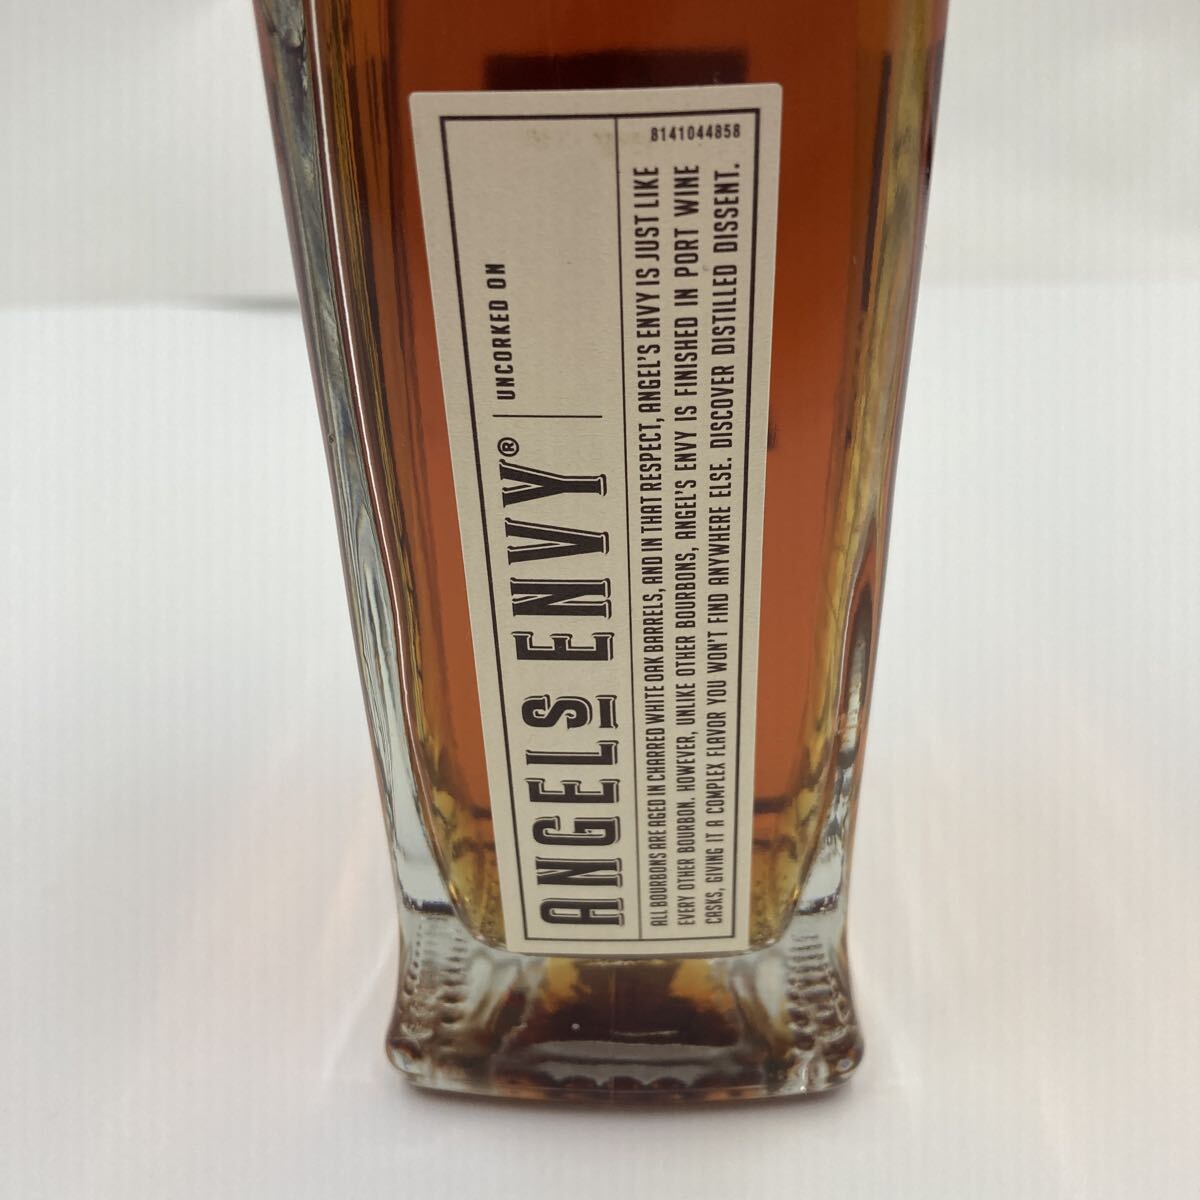 ANGEL'S ENVY®
UNCORKED ON
8141044858
ALL BOURBONS ARE AGED IN CHARRED WHITE OAK BARRELS, AND IN THAT RESPECT, ANGEL'S ENVY IS JUST LIKE
EVERY OTHER BOURBON. HOWEVER, UNLIKE OTHER BOURBONS, ANGEL'S ENVY IS FINISHED IN PORT WINE
CASKS, GIVING IT A COMPLEX FLAVOR YOU WON'T FIND ANYWHERE ELSE. DISCOVER DISTILLED DISSENT.